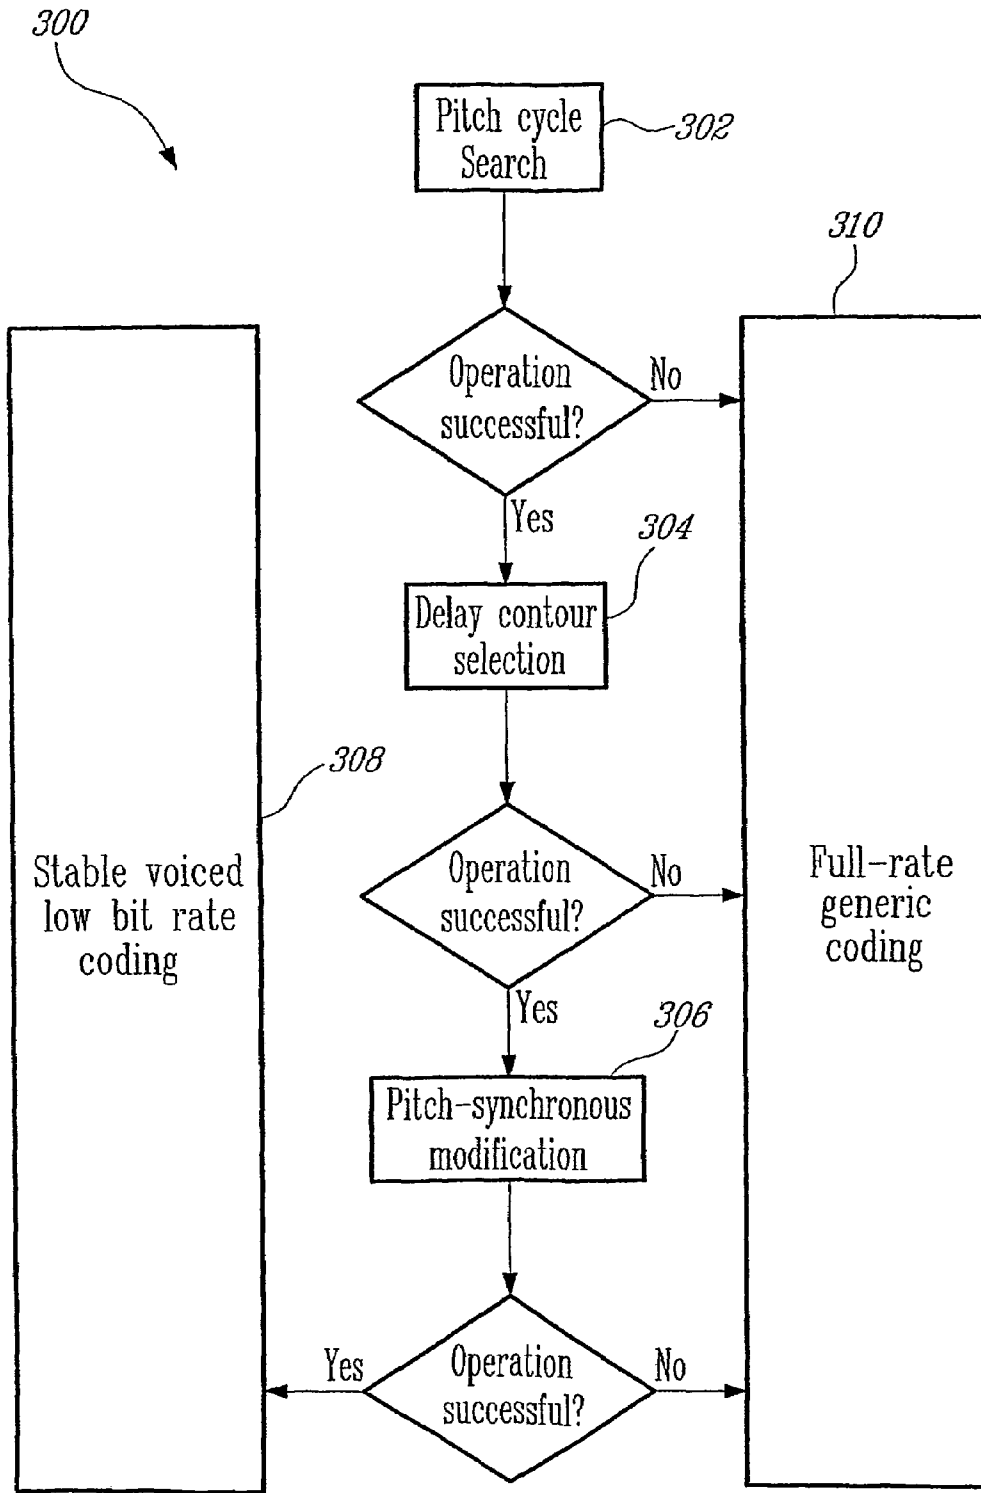 300
Pitch cycle
Search
302
310
Operation
successful?
No
Yes
304
Delay contour
selection
308
Stable voiced
low bit rate
coding
Operation
successful?
No
Full-rate
generic
coding
Yes
306
Pitch-synchronous
modification
Yes
Operation
successful?
No